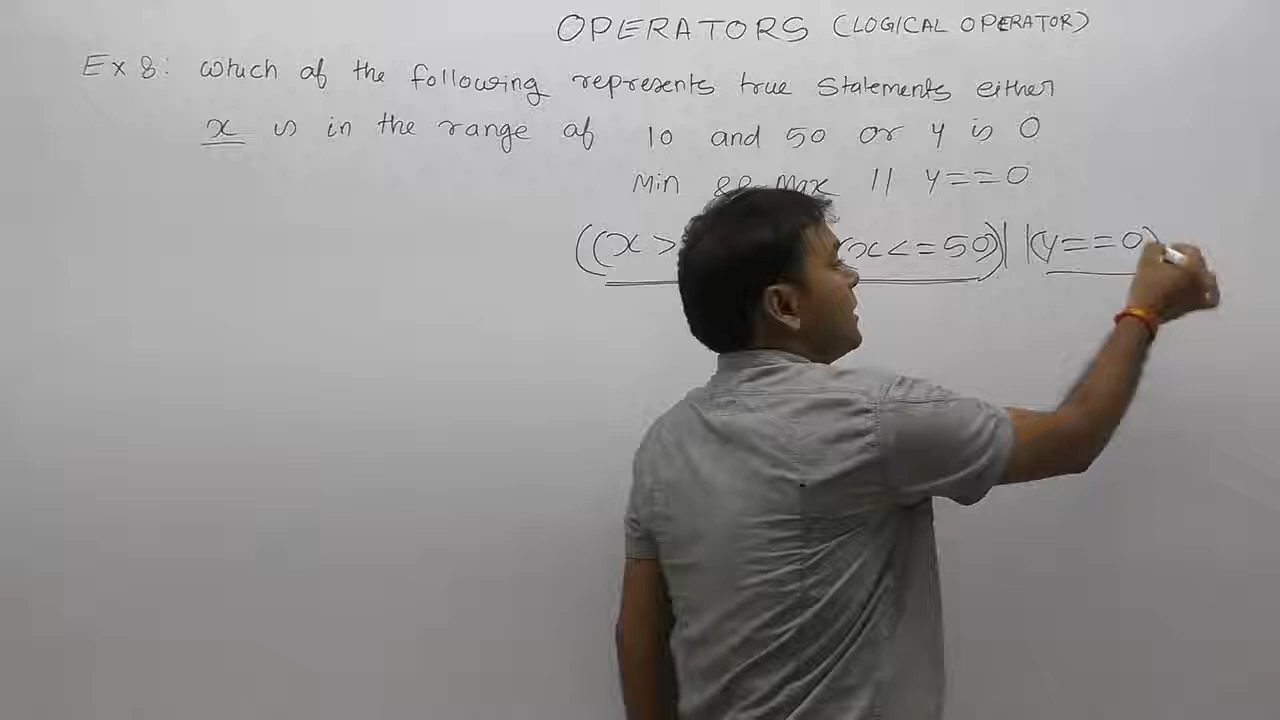 OPERATORS (LOGICAL OPERATOR)
Ex 8: which of the following represents true statements either
x is in the range of 10 and 50 or y is 0
Min && Max || y==0
((x> x<=50)||(y==0)